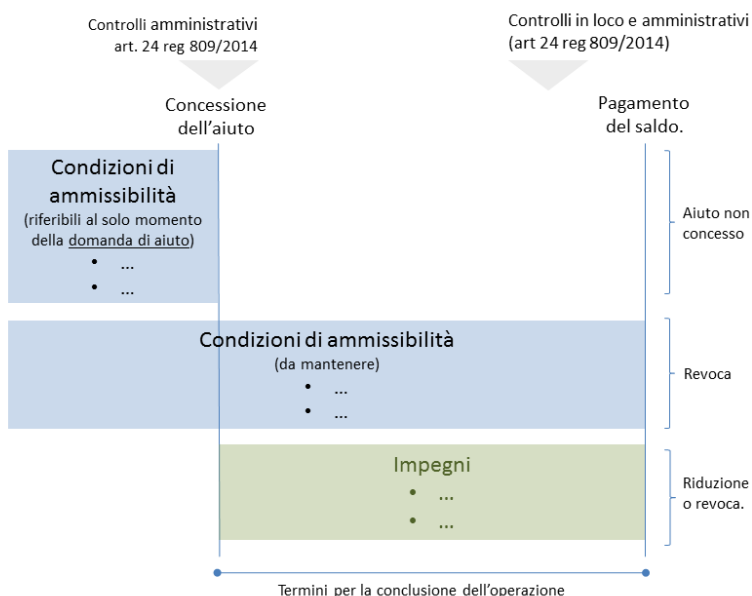 Controlli amministrativi
art. 24 reg 809/2014
Controlli in loco e amministrativi
(art 24 reg 809/2014)
Concessione
dell'aiuto
Pagamento
del saldo.
Condizioni di
ammissibilità
(riferibili al solo momento
della domanda di aiuto)
• ...
• ...
Aiuto non
concesso
Condizioni di ammissibilità
(da mantenere)
• ...
• ...
Revoca
Impegni
• ...
• ...
Riduzione
o revoca.
Termini per la conclusione dell'operazione